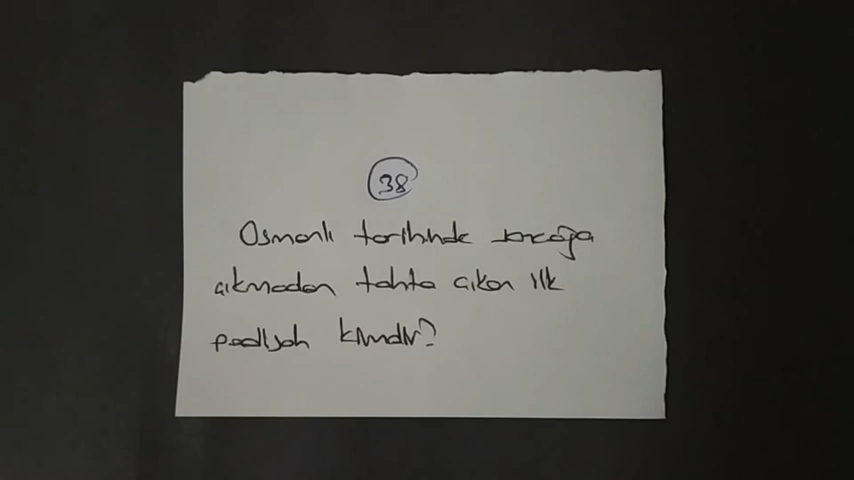 38
Osmanlı tarihinde sancağa
çıkmadan tahta çıkan ilk
padişah kimdir?